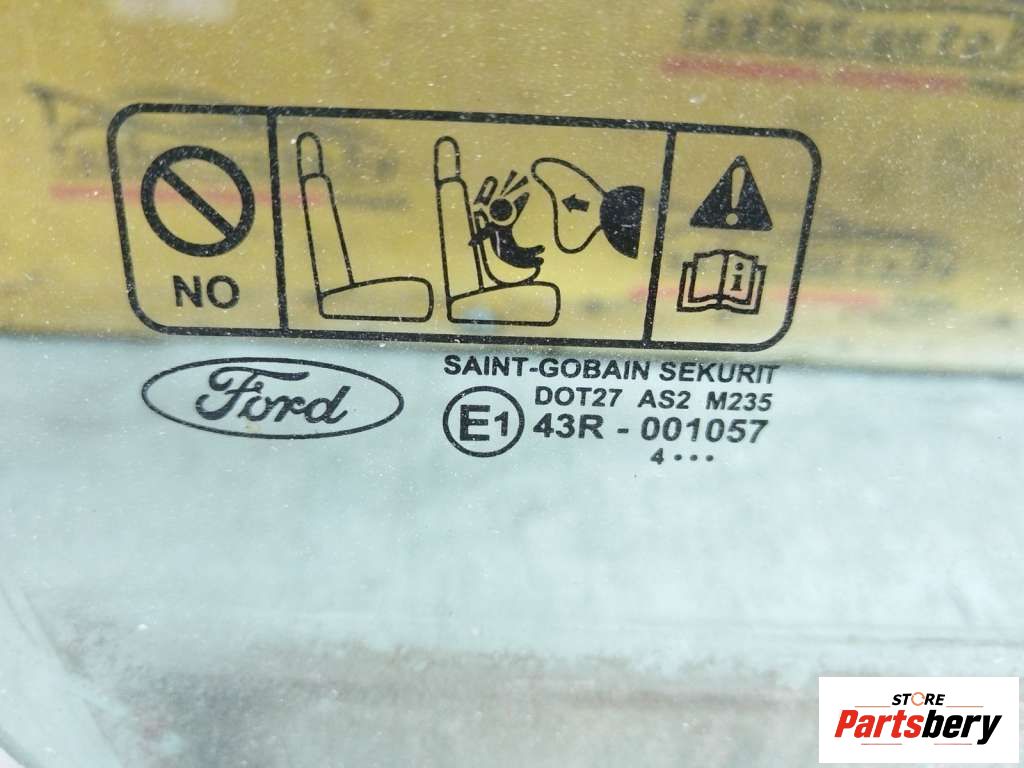 NO
i
Ford
SAINT-GOBAIN SEKURIT
DOT27 AS2 M235
E1
43R - 001057
4 •••
STORE
Partsbery